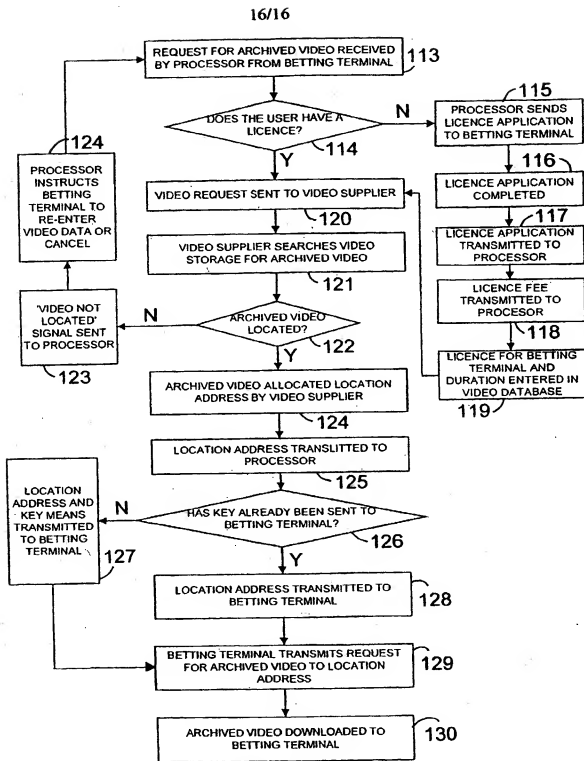 16/16
REQUEST FOR ARCHIVED VIDEO RECEIVED
BY PROCESSOR FROM BETTING TERMINAL
113
DOES THE USER HAVE A
LICENCE?
114
N
Y
115
PROCESSOR SENDS
LICENCE APPLICATION
TO BETTING TERMINAL
116
LICENCE APPLICATION
COMPLETED
117
LICENCE APPLICATION
TRANSMITTED TO
PROCESSOR
LICENCE FEE
TRANSMITTED TO
PROCESOR
118
LICENCE FOR BETTING
TERMINAL AND
DURATION ENTERED IN
VIDEO DATABASE
119
VIDEO REQUEST SENT TO VIDEO SUPPLIER
120
VIDEO SUPPLIER SEARCHES VIDEO
STORAGE FOR ARCHIVED VIDEO
121
ARCHIVED VIDEO
LOCATED?
122
N
Y
'VIDEO NOT
LOCATED'
SIGNAL SENT
TO PROCESSOR
123
124
PROCESSOR
INSTRUCTS
BETTING
TERMINAL TO
RE-ENTER
VIDEO DATA OR
CANCEL
ARCHIVED VIDEO ALLOCATED LOCATION
ADDRESS BY VIDEO SUPPLIER
124
LOCATION ADDRESS TRANSLITTED TO
PROCESSOR
125
HAS KEY ALREADY BEEN SENT TO
BETTING TERMINAL?
126
N
Y
LOCATION
ADDRESS AND
KEY MEANS
TRANSMITTED
TO BETTING
TERMINAL
127
LOCATION ADDRESS TRANSMITTED TO
BETTING TERMINAL
128
BETTING TERMINAL TRANSMITS REQUEST
FOR ARCHIVED VIDEO TO LOCATION
ADDRESS
129
ARCHIVED VIDEO DOWNLOADED TO
BETTING TERMINAL
130